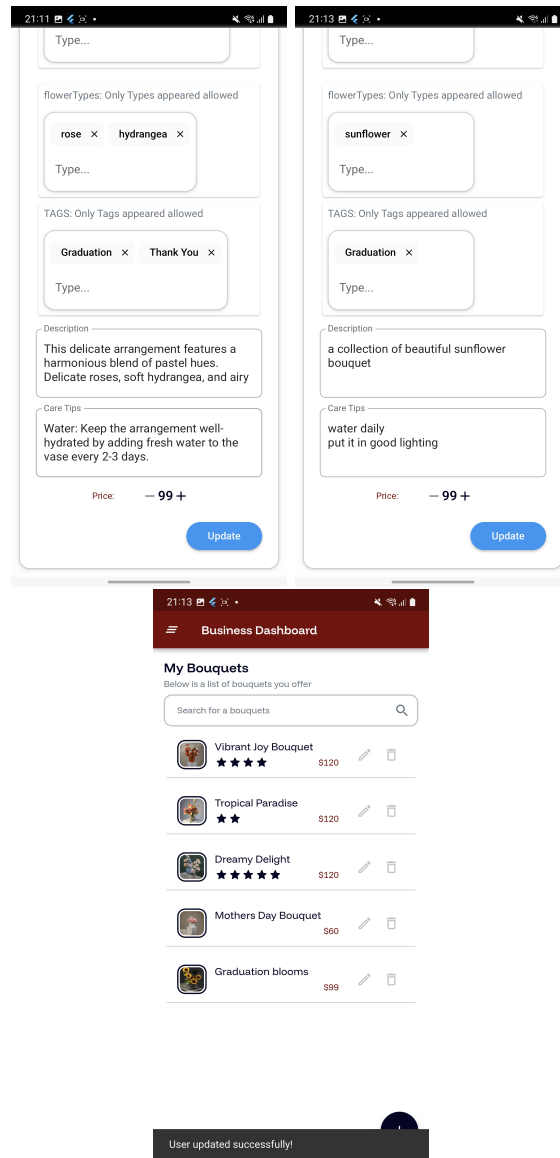 21:11
Type...
flowerTypes: Only Types appeared allowed
rose × hydrangea ×
Type...
TAGS: Only Tags appeared allowed
Graduation × Thank You ×
Type...
Description
This delicate arrangement features a
harmonious blend of pastel hues.
Delicate roses, soft hydrangea, and airy
Care Tips
Water: Keep the arrangement well-
hydrated by adding fresh water to the
vase every 2-3 days.
Price: — 99 +
Update
21:13
Type...
flowerTypes: Only Types appeared allowed
sunflower ×
Type...
TAGS: Only Tags appeared allowed
Graduation ×
Type...
Description
a collection of beautiful sunflower
bouquet
Care Tips
water daily
put it in good lighting
Price: — 99 +
Update
21:13
Business Dashboard
My Bouquets
Below is a list of bouquets you offer
Search for a bouquets
Vibrant Joy Bouquet
$120
Tropical Paradise
$120
Dreamy Delight
$120
Mothers Day Bouquet
$60
Graduation blooms
$99
User updated successfully!